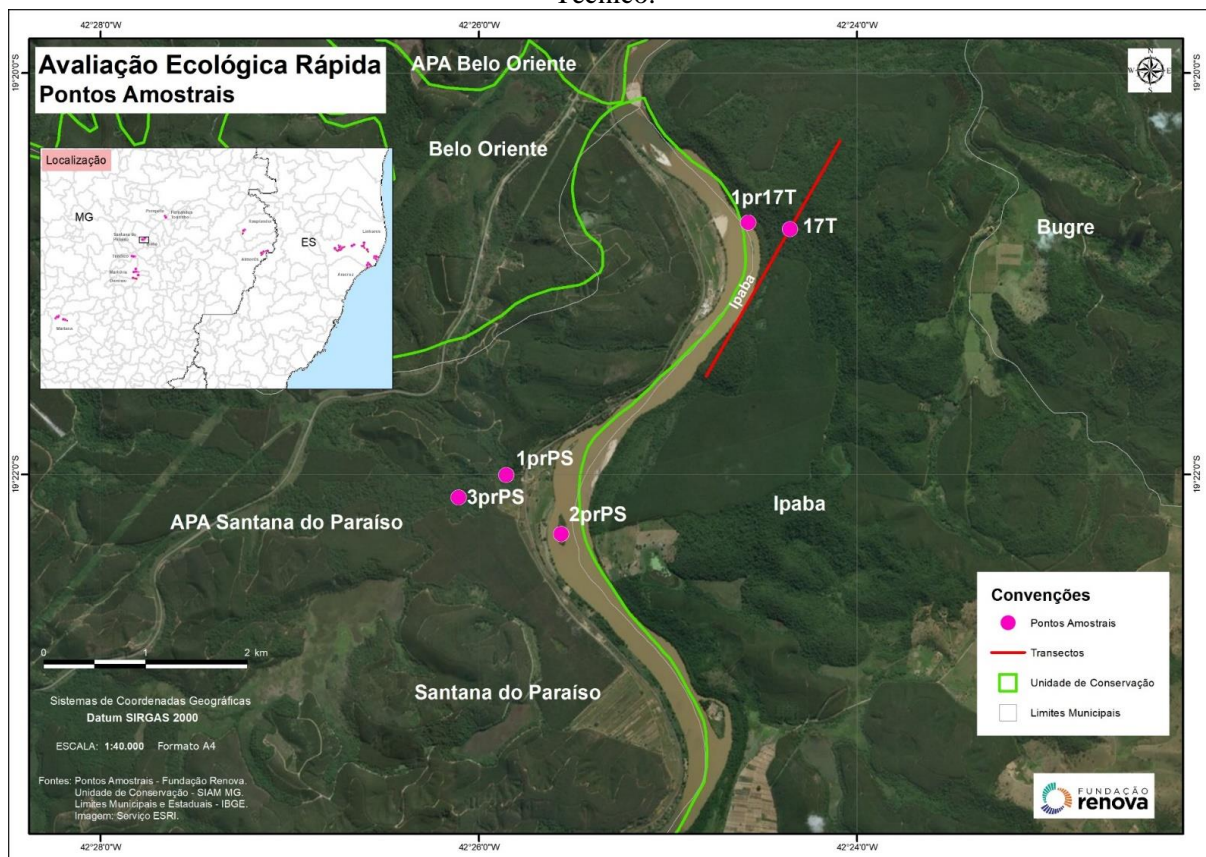 Técnico.
42°28'0"W
42°26'0"W
42°24'0"W
Avaliação Ecológica Rápida
Pontos Amostrais
APA Belo Oriente
N
W
E
S
19°20'0"S
19°20'0"S
Belo Oriente
Localização
MG
ES
Linhares
Mariana
1pr17T
17T
Bugre
Ipaba
19°22'0"S
19°22'0"S
1prPS
3prPS
2prPS
APA Santana do Paraíso
Ipaba
Santana do Paraíso
0 1 2 km
Sistemas de Coordenadas Geográficas
Datum SIRGAS 2000
ESCALA: 1:40.000 Formato A4
Fontes: Pontos Amostrais - Fundação Renova.
Unidade de Conservação - SIAM MG.
Limites Municipais e Estaduais - IBGE.
Imagem: Serviço ESRI.
Convenções
Pontos Amostrais
Transectos
Unidade de Conservação
Limites Municipais
FUNDAÇÃO
renova
42°28'0"W
42°26'0"W
42°24'0"W